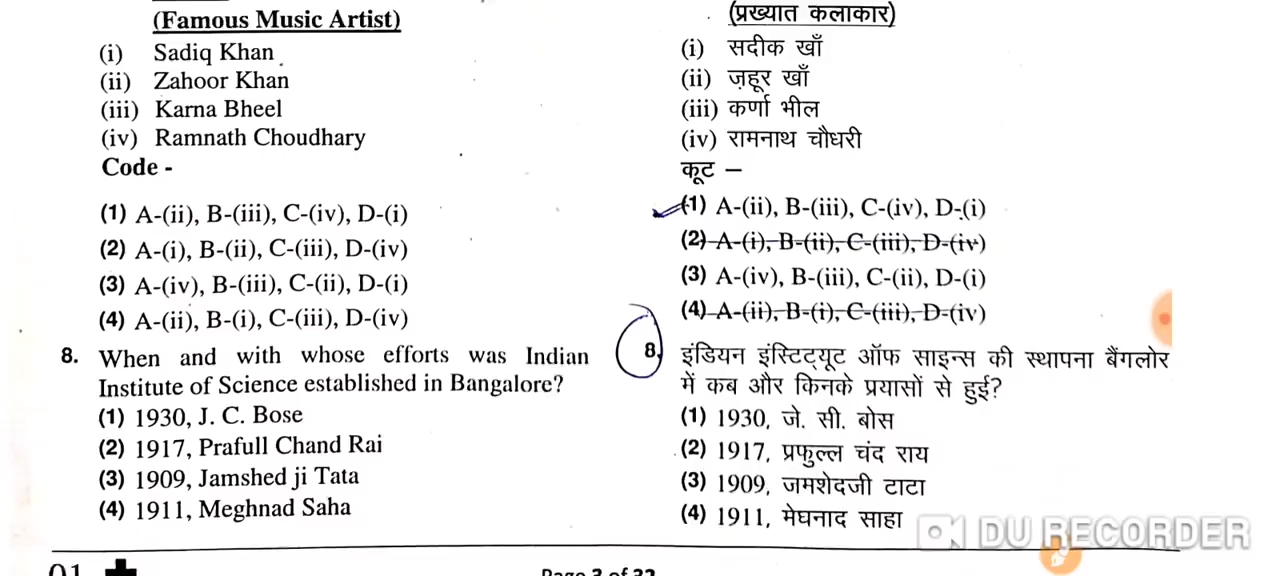 (Famous Music Artist)
(i) Sadiq Khan
(ii) Zahoor Khan
(iii) Karna Bheel
(iv) Ramnath Choudhary
Code -
(1) A-(ii), B-(iii), C-(iv), D-(i)
(2) A-(i), B-(ii), C-(iii), D-(iv)
(3) A-(iv), B-(iii), C-(ii), D-(i)
(4) A-(ii), B-(i), C-(iii), D-(iv)
8. When and with whose efforts was Indian
Institute of Science established in Bangalore?
(1) 1930, J. C. Bose
(2) 1917, Prafull Chand Rai
(3) 1909, Jamshed ji Tata
(4) 1911, Meghnad Saha
(प्रख्यात कलाकार)
(i) सदीक खाँ
(ii) ज़हूर खाँ
(iii) कर्णा भील
(iv) रामनाथ चौधरी
कूट –
(1) A-(ii), B-(iii), C-(iv), D-(i)
(2) A-(i), B-(ii), C-(iii), D-(iv)
(3) A-(iv), B-(iii), C-(ii), D-(i)
(4) A-(ii), B-(i), C-(iii), D-(iv)
8. इंडियन इंस्टिट्यूट ऑफ साइन्स की स्थापना बैंगलोर
में कब और किनके प्रयासों से हुई?
(1) 1930, जे. सी. बोस
(2) 1917, प्रफुल्ल चंद राय
(3) 1909, जमशेदजी टाटा
(4) 1911, मेघनाद साहा
DU RECORDER
01
Page 3 of 32